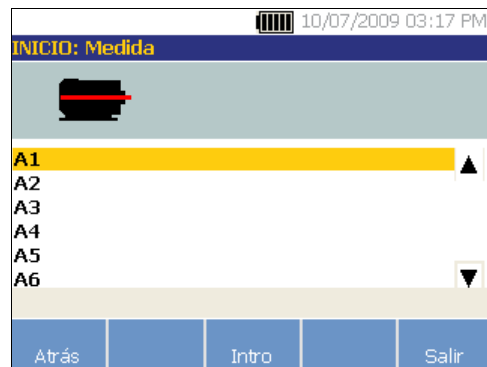 10/07/2009 03:17 PM
INICIO: Medida
A1
A2
A3
A4
A5
A6
Atrás Intro Salir